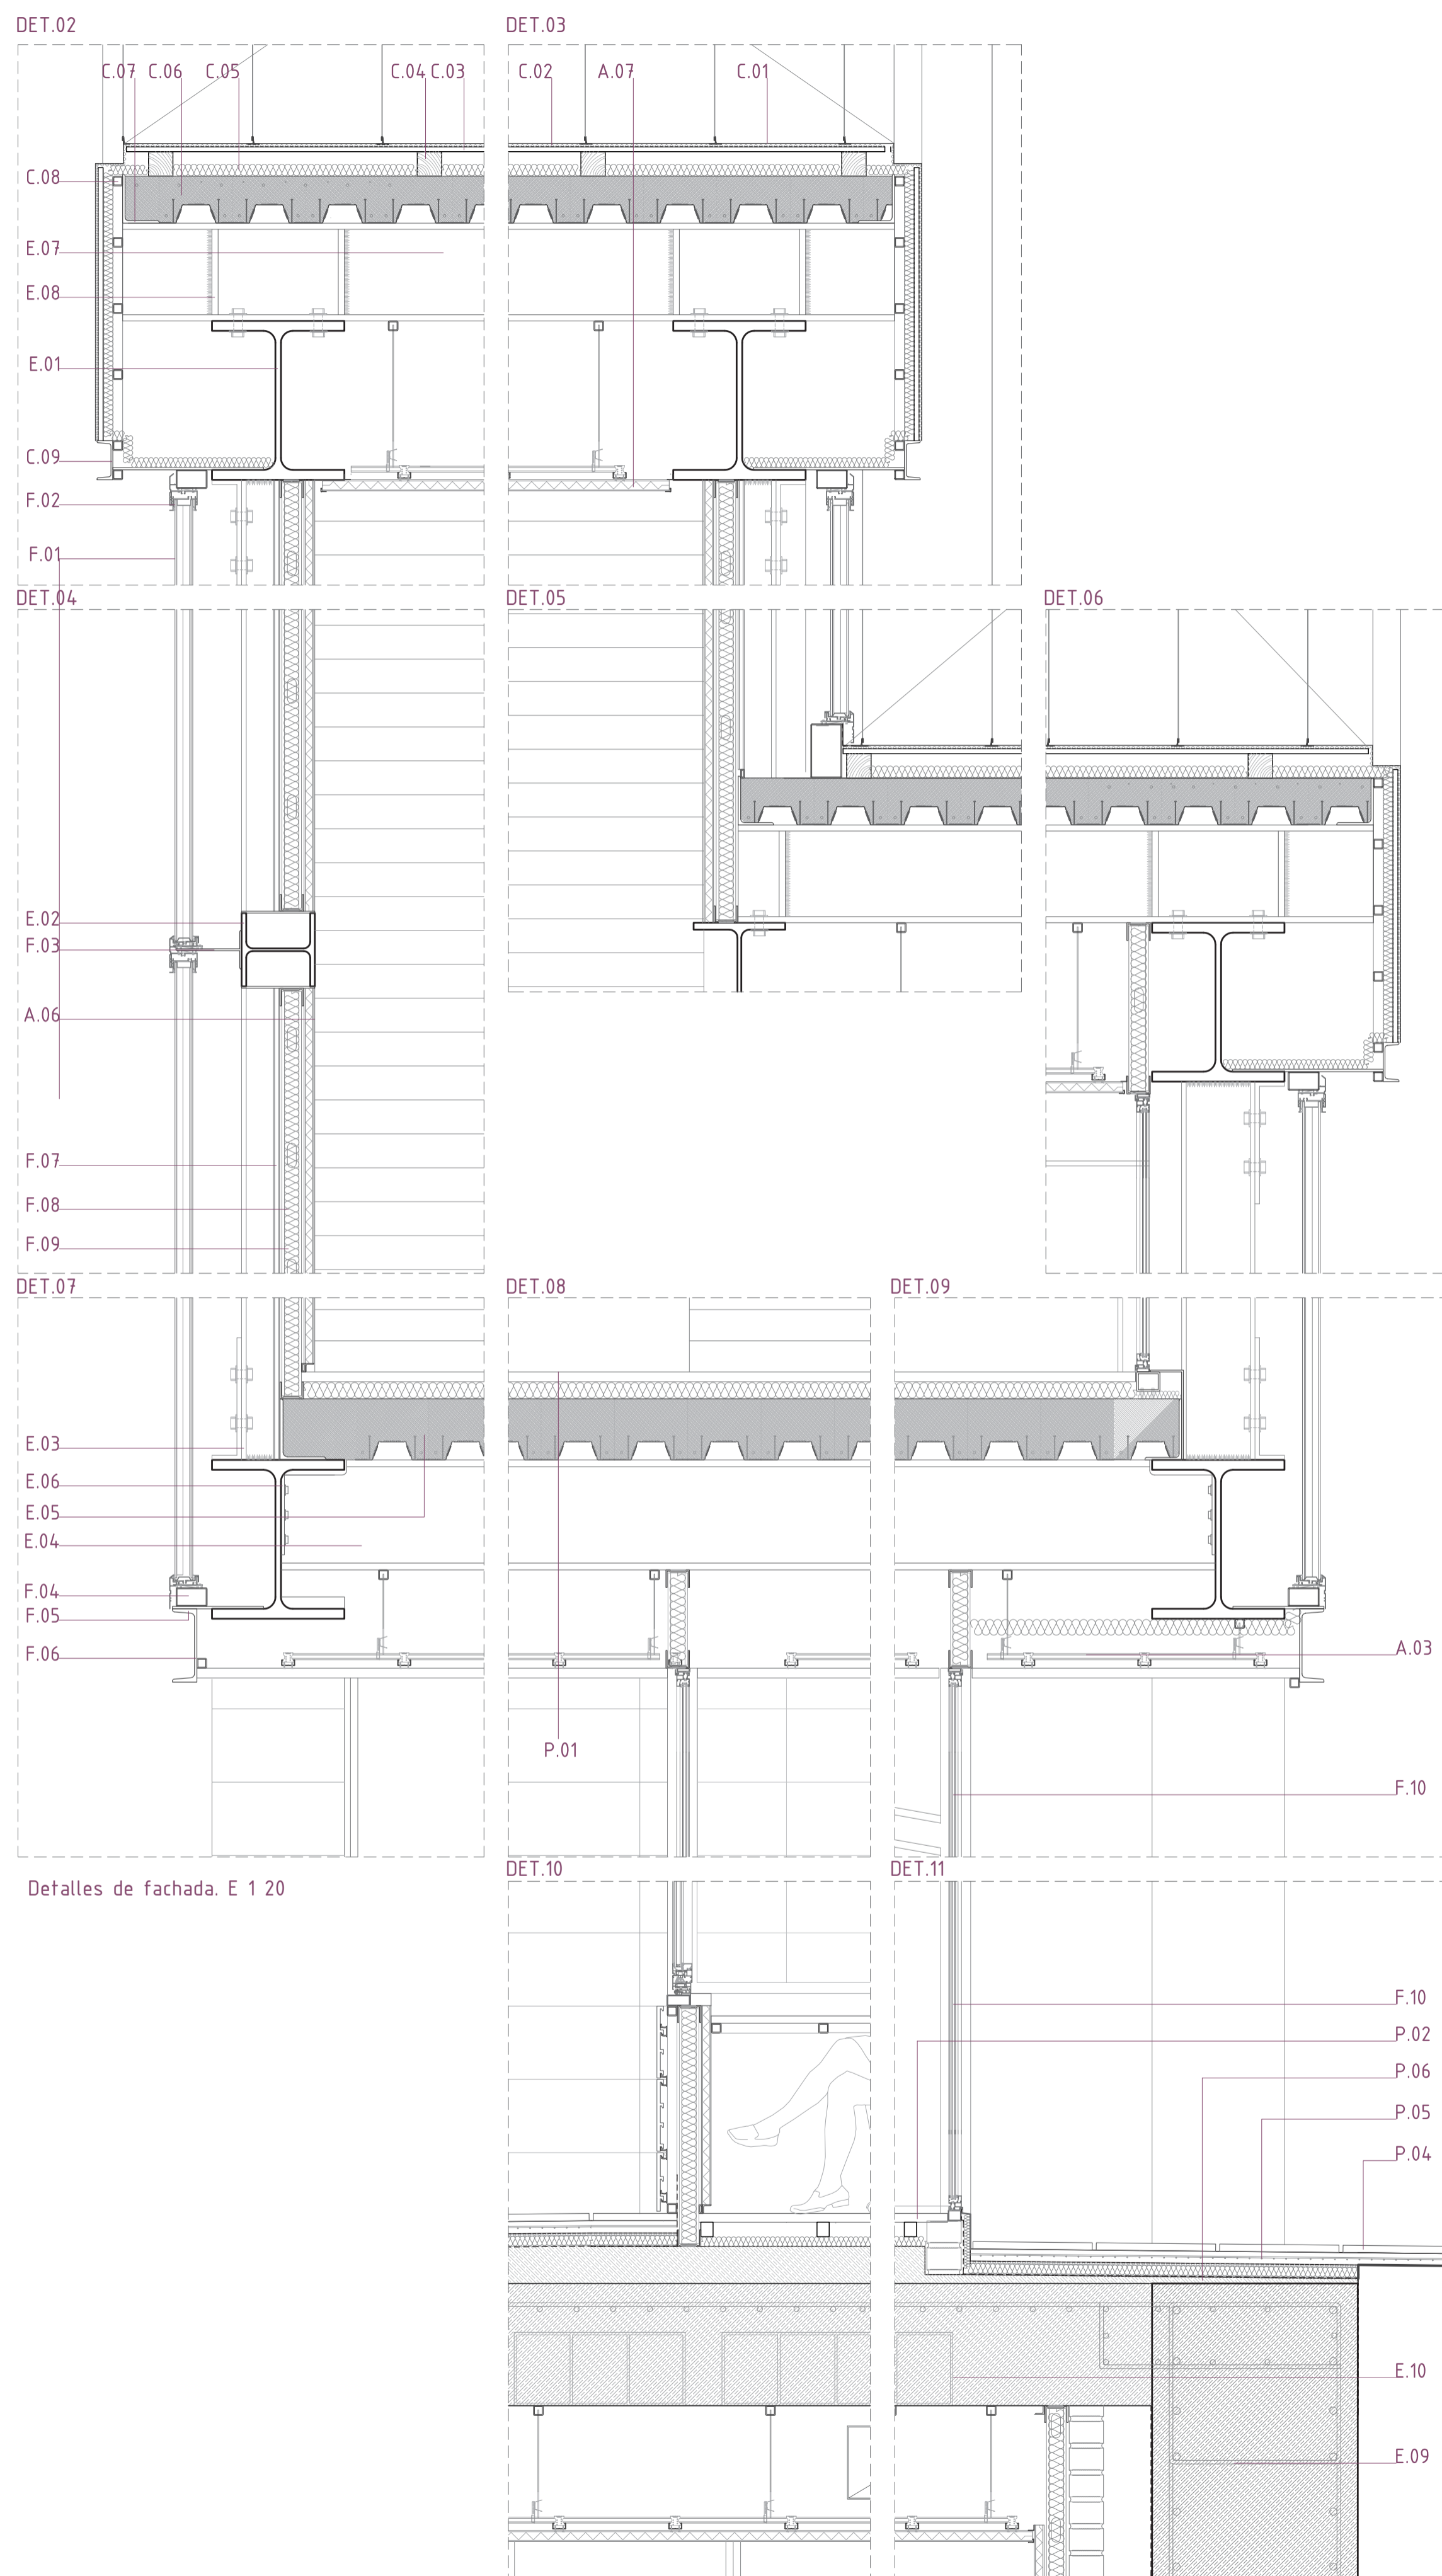 DET.02
DET.03
C.07 C.06 C.05 C.04 C.03 C.02 A.07 C.01
C.08
E.07
E.08
E.01
C.09
F.02
F.01
DET.04
DET.05
DET.06
E.02
F.03
A.06
F.07
F.08
F.09
DET.07
DET.08
DET.09
E.03
E.06
E.05
E.04
F.04
F.05
F.06
A.03
P.01
F.10
DET.10
DET.11
Detalles de fachada. E 1 20
F.10
P.02
P.06
P.05
P.04
E.10
E.09